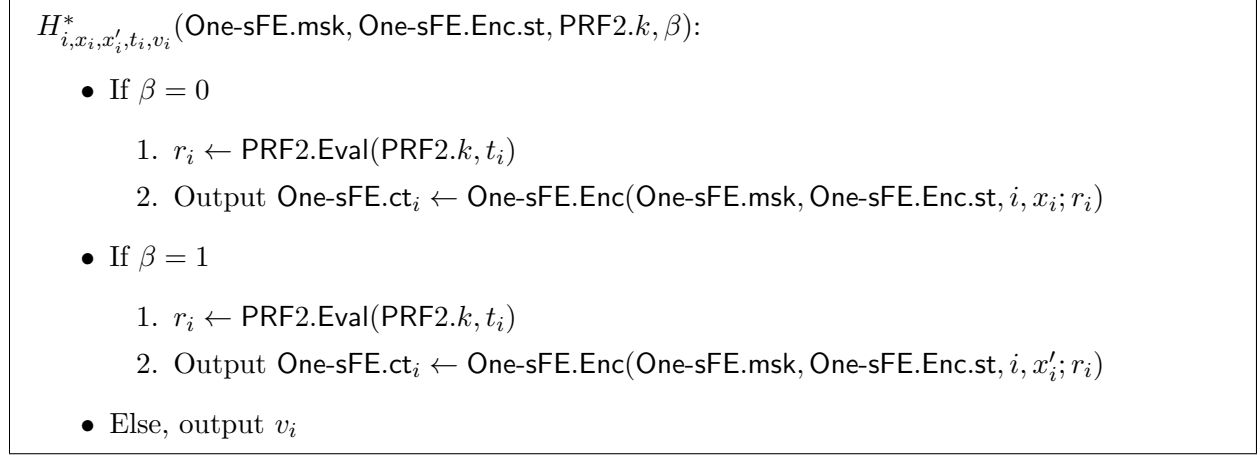 H*_{i,x_i,x'_i,t_i,v_i}(One-sFE.msk, One-sFE.Enc.st, PRF2.k, β):
• If β = 0
1. r_i ← PRF2.Eval(PRF2.k, t_i)
2. Output One-sFE.ct_i ← One-sFE.Enc(One-sFE.msk, One-sFE.Enc.st, i, x_i; r_i)
• If β = 1
1. r_i ← PRF2.Eval(PRF2.k, t_i)
2. Output One-sFE.ct_i ← One-sFE.Enc(One-sFE.msk, One-sFE.Enc.st, i, x'_i; r_i)
• Else, output v_i